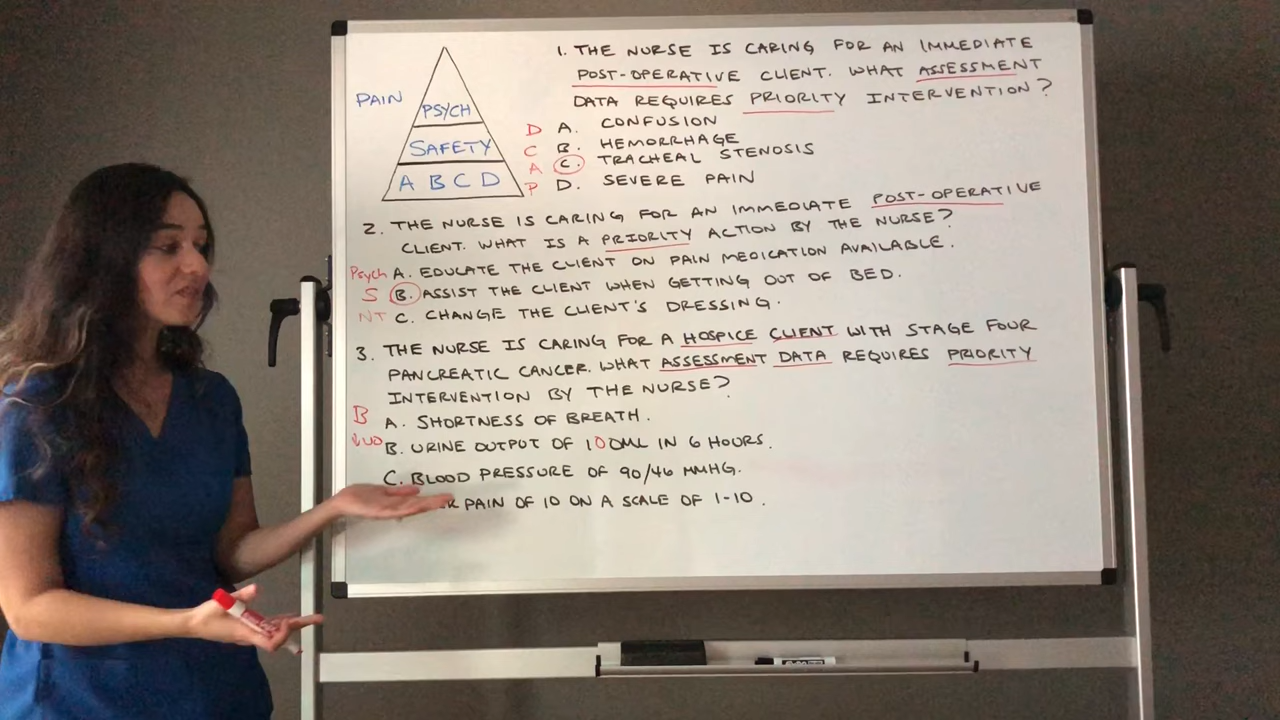 PAIN
PSYCH
SAFETY
A B C D
1. THE NURSE IS CARING FOR AN IMMEDIATE
POST-OPERATIVE CLIENT. WHAT ASSESSMENT
DATA REQUIRES PRIORITY INTERVENTION?
D A. CONFUSION
C B. HEMORRHAGE
A C. TRACHEAL STENOSIS
P D. SEVERE PAIN
2. THE NURSE IS CARING FOR AN IMMEDIATE POST-OPERATIVE
CLIENT. WHAT IS A PRIORITY ACTION BY THE NURSE?
Psych A. EDUCATE THE CLIENT ON PAIN MEDICATION AVAILABLE.
S B. ASSIST THE CLIENT WHEN GETTING OUT OF BED.
NT C. CHANGE THE CLIENT'S DRESSING.
3. THE NURSE IS CARING FOR A HOSPICE CLIENT WITH STAGE FOUR
PANCREATIC CANCER. WHAT ASSESSMENT DATA REQUIRES PRIORITY
INTERVENTION BY THE NURSE?
B A. SHORTNESS OF BREATH.
↓UO B. URINE OUTPUT OF 100ML IN 6 HOURS.
C. BLOOD PRESSURE OF 90/46 MMHG.
PAIN OF 10 ON A SCALE OF 1-10.